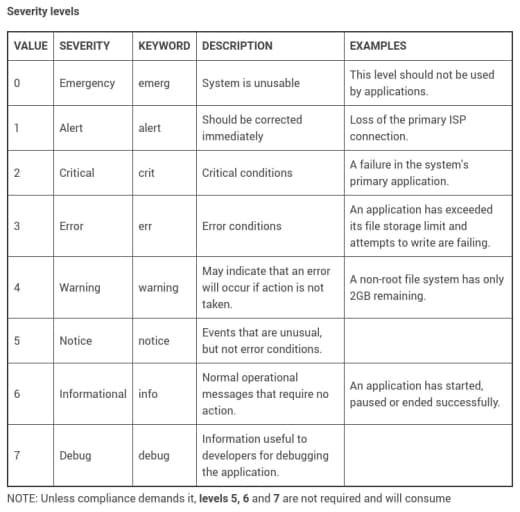 Severity levels
VALUE SEVERITY KEYWORD DESCRIPTION EXAMPLES
0 Emergency emerg System is unusable This level should not be used
by applications.
1 Alert alert Should be corrected
immediately Loss of the primary ISP
connection.
2 Critical crit Critical conditions A failure in the system's
primary application.
3 Error err Error conditions An application has exceeded
its file storage limit and
attempts to write are failing.
4 Warning warning May indicate that an error
will occur if action is not
taken. A non-root file system has only
2GB remaining.
5 Notice notice Events that are unusual,
but not error conditions.
6 Informational info Normal operational
messages that require no
action. An application has started,
paused or ended successfully.
7 Debug debug Information useful to
developers for debugging
the application.
NOTE: Unless compliance demands it, levels 5, 6 and 7 are not required and will consume